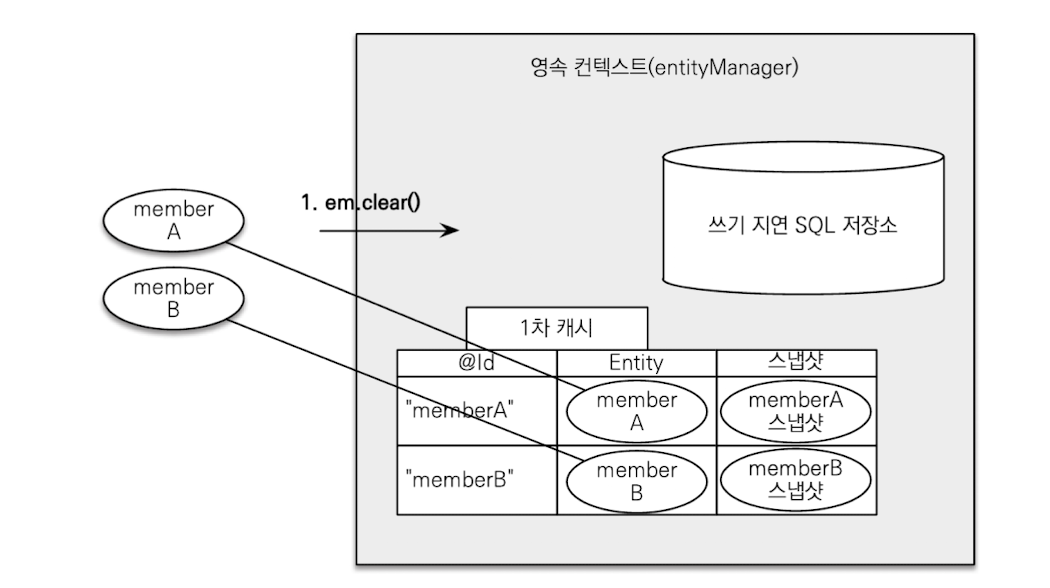 영속 컨텍스트(entityManager)
member
A
1. em.clear()
쓰기 지연 SQL 저장소
member
B
1차 캐시
@Id Entity 스냅샷
"memberA" member
A memberA
스냅샷
"memberB" member
B memberB
스냅샷